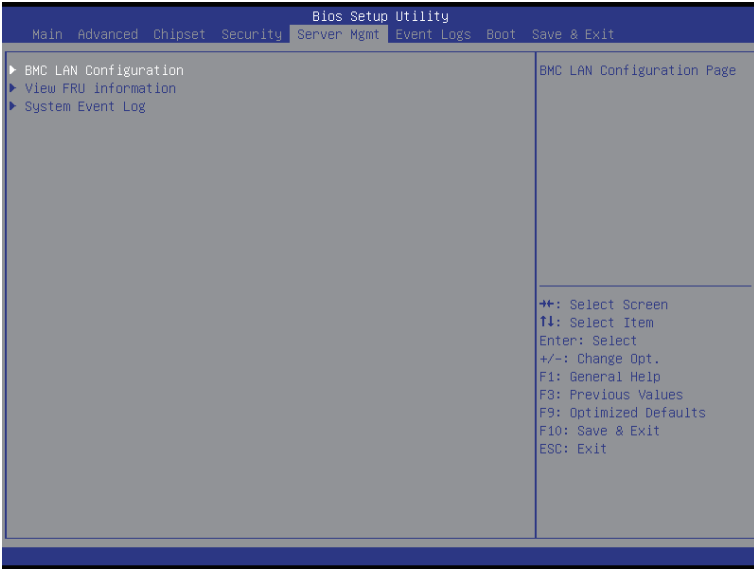 Bios Setup Utility
Main Advanced Chipset Security Server Mgmt Event Logs Boot Save & Exit
BMC LAN Configuration
View FRU information
System Event Log
BMC LAN Configuration Page
→←: Select Screen
↑↓: Select Item
Enter: Select
+/-: Change Opt.
F1: General Help
F3: Previous Values
F9: Optimized Defaults
F10: Save & Exit
ESC: Exit